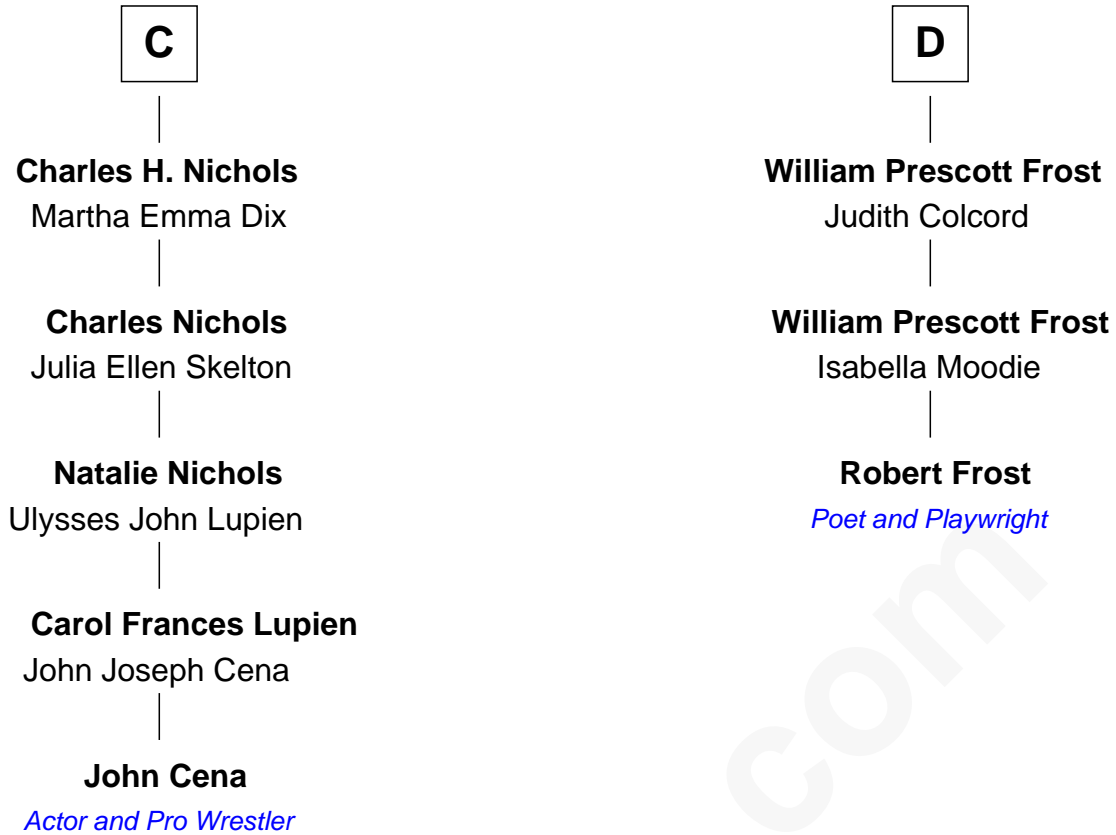 C
Charles H. Nichols
Martha Emma Dix
Charles Nichols
Julia Ellen Skelton
Natalie Nichols
Ulysses John Lupien
Carol Frances Lupien
John Joseph Cena
John Cena
Actor and Pro Wrestler
D
William Prescott Frost
Judith Colcord
William Prescott Frost
Isabella Moodie
Robert Frost
Poet and Playwright
com